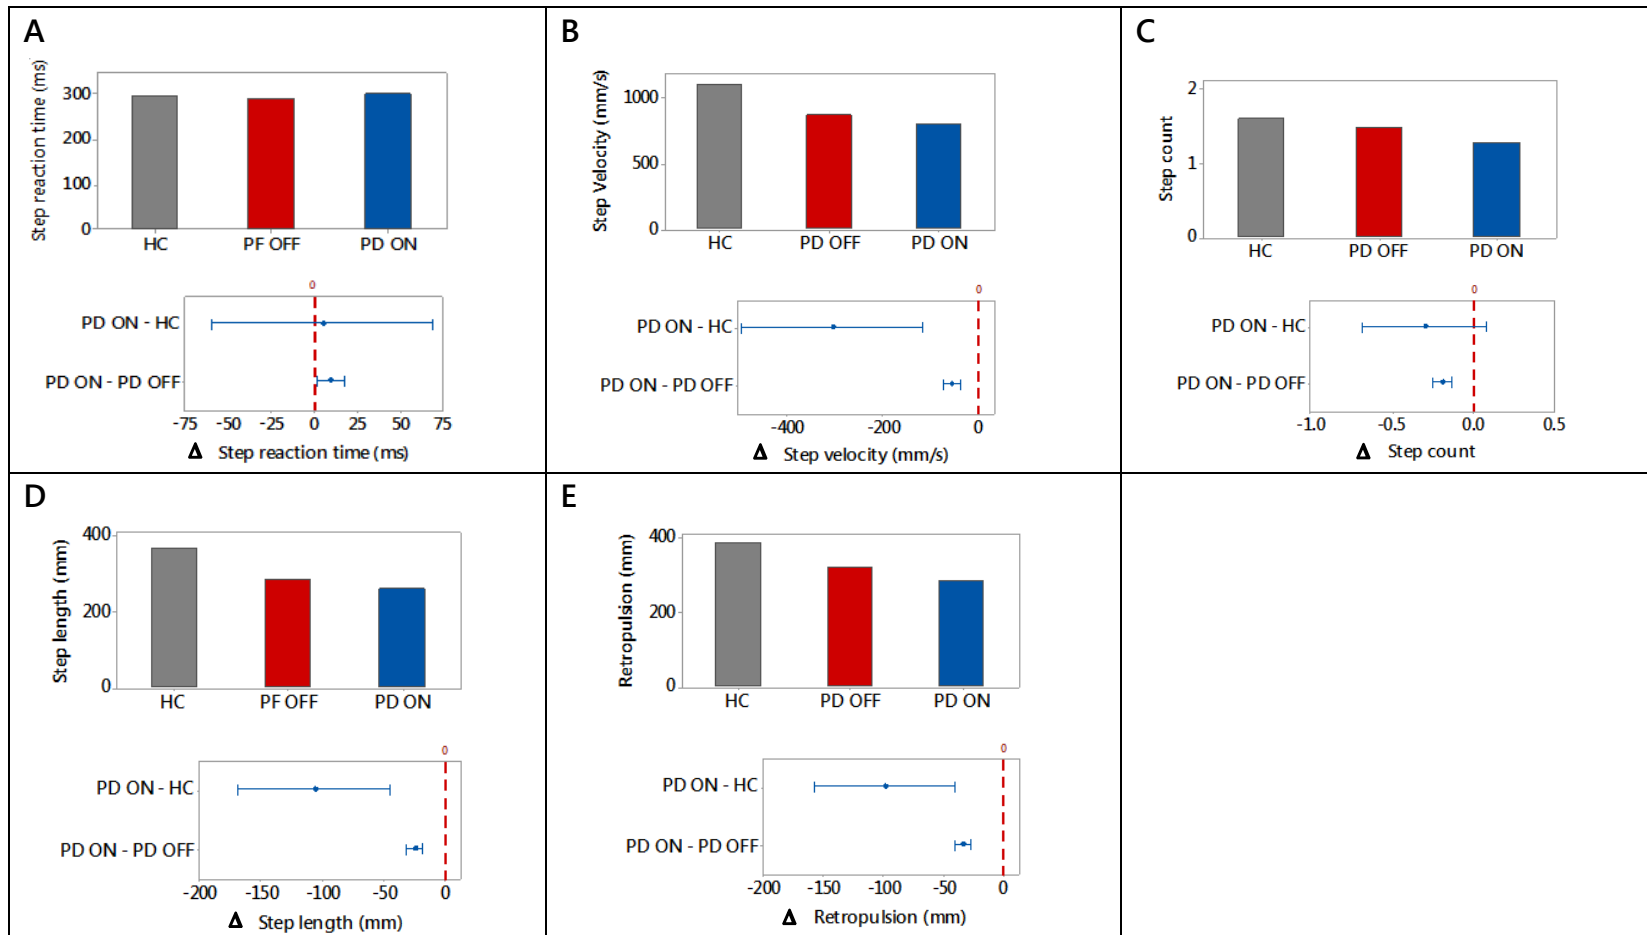 A
Step reaction time (ms)
300
200
100
0
HC PF OFF PD ON
0
PD ON - HC
PD ON - PD OFF
-75 -50 -25 0 25 50 75
Δ Step reaction time (ms)
B
Step Velocity (mm/s)
1000
500
0
HC PD OFF PD ON
0
PD ON - HC
PD ON - PD OFF
-400 -200 0
Δ Step velocity (mm/s)
C
Step count
2
1
0
HC PD OFF PD ON
0
PD ON - HC
PD ON - PD OFF
-1.0 -0.5 0.0 0.5
Δ Step count
D
Step length (mm)
400
200
0
HC PF OFF PD ON
0
PD ON - HC
PD ON - PD OFF
-200 -150 -100 -50 0
Δ Step length (mm)
E
Retropulsion (mm)
400
200
0
HC PD OFF PD ON
0
PD ON - HC
PD ON - PD OFF
-200 -150 -100 -50 0
Δ Retropulsion (mm)